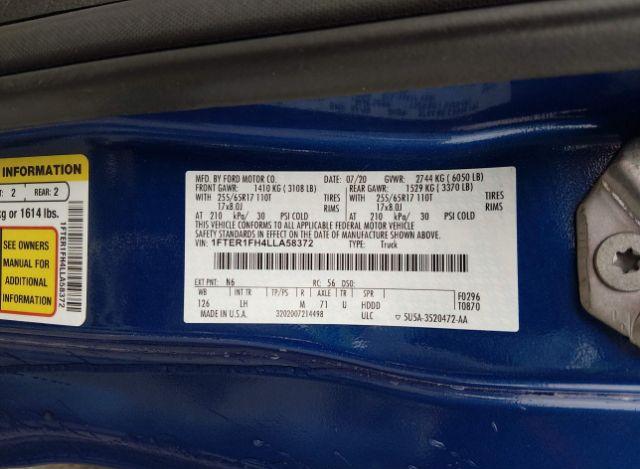 INFORMATION
2 REAR: 2
kg or 1614 lbs.
SEE OWNERS
MANUAL FOR
ADDITIONAL
INFORMATION
1FTER1FH4LLA58372
MFD. BY FORD MOTOR CO. 07/20 GVWR: 2744 KG (6050 LB)
FRONT GAWR: 1410 KG (3108 LB) REAR GAWR: 1529 KG (3370 LB)
WITH 255/65R17 110T TIRES WITH 255/65R17 110T TIRES
17x8.0J RIMS 17x8.0J RIMS
AT 210 kPa/ 30 PSI COLD AT 210 kPa/ 30 PSI COLD
THIS VEHICLE CONFORMS TO ALL APPLICABLE FEDERAL MOTOR VEHICLE
SAFETY STANDARDS IN EFFECT ON THE DATE OF MANUFACTURE SHOWN ABOVE.
VIN: 1FTER1FH4LLA58372 TYPE: Truck
EXT PNT: N6 RC: 56 DSO:
WB INT TR TP/PS R AXLE TR SPR F0296
126 LH M 71 U HDDD T0870
MADE IN U.S.A. 3202007214498 ULC 5U5A-3520472-AA